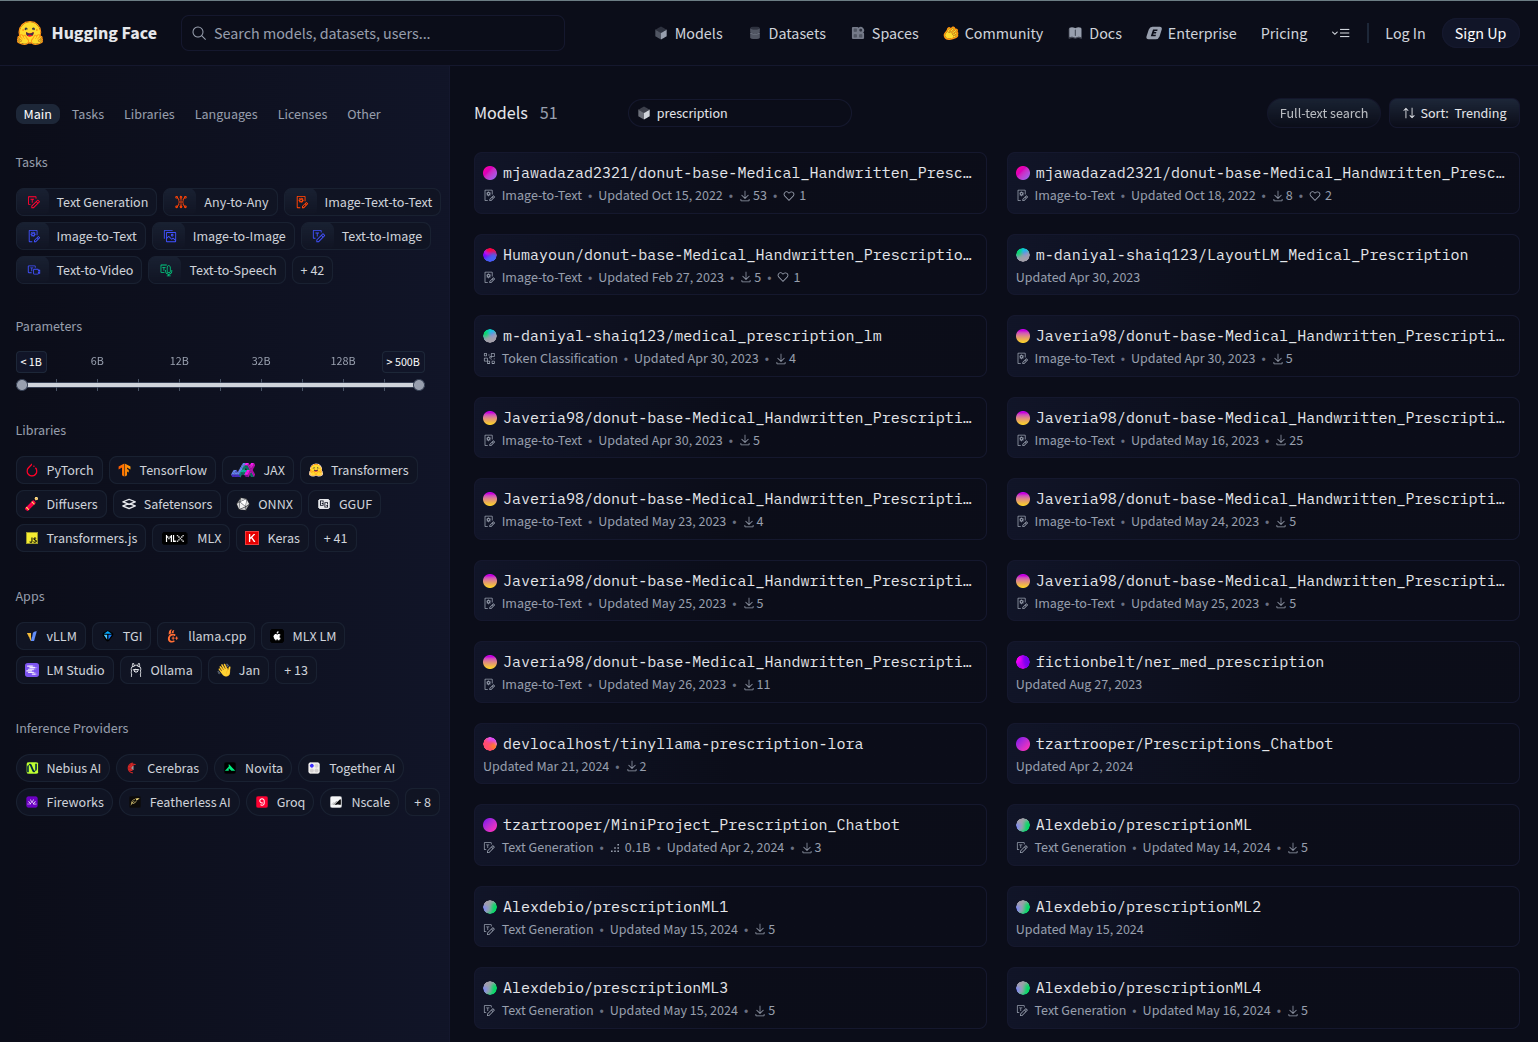 Hugging Face
Search models, datasets, users...
Models
Datasets
Spaces
Community
Docs
Enterprise
Pricing
Log In
Sign Up
Main Tasks Libraries Languages Licenses Other
Tasks
Text Generation Any-to-Any Image-Text-to-Text
Image-to-Text Image-to-Image Text-to-Image
Text-to-Video Text-to-Speech + 42
Parameters
< 1B 6B 12B 32B 128B > 500B
Libraries
PyTorch TensorFlow JAX Transformers
Diffusers Safetensors ONNX GGUF
Transformers.js MLX Keras + 41
Apps
vLLM TGI llama.cpp MLX LM
LM Studio Ollama Jan + 13
Inference Providers
Nebius AI Cerebras Novita Together AI
Fireworks Featherless AI Groq Nscale + 8
Models 51 prescription Full-text search Sort: Trending
mjawadazad2321/donut-base-Medical_Handwritten_Presc…
Image-to-Text • Updated Oct 15, 2022 • 53 • 1
mjawadazad2321/donut-base-Medical_Handwritten_Presc…
Image-to-Text • Updated Oct 18, 2022 • 8 • 2
Humayoun/donut-base-Medical_Handwritten_Prescriptio…
Image-to-Text • Updated Feb 27, 2023 • 5 • 1
m-daniyal-shaiq123/LayoutLM_Medical_Prescription
Updated Apr 30, 2023
m-daniyal-shaiq123/medical_prescription_lm
Token Classification • Updated Apr 30, 2023 • 4
Javeria98/donut-base-Medical_Handwritten_Prescripti…
Image-to-Text • Updated Apr 30, 2023 • 5
Javeria98/donut-base-Medical_Handwritten_Prescripti…
Image-to-Text • Updated Apr 30, 2023 • 5
Javeria98/donut-base-Medical_Handwritten_Prescripti…
Image-to-Text • Updated May 16, 2023 • 25
Javeria98/donut-base-Medical_Handwritten_Prescripti…
Image-to-Text • Updated May 23, 2023 • 4
Javeria98/donut-base-Medical_Handwritten_Prescripti…
Image-to-Text • Updated May 24, 2023 • 5
Javeria98/donut-base-Medical_Handwritten_Prescripti…
Image-to-Text • Updated May 25, 2023 • 5
Javeria98/donut-base-Medical_Handwritten_Prescripti…
Image-to-Text • Updated May 25, 2023 • 5
Javeria98/donut-base-Medical_Handwritten_Prescripti…
Image-to-Text • Updated May 26, 2023 • 11
fictionbelt/ner_med_prescription
Updated Aug 27, 2023
devlocalhost/tinyllama-prescription-lora
Updated Mar 21, 2024 • 2
tzartrooper/Prescriptions_Chatbot
Updated Apr 2, 2024
tzartrooper/MiniProject_Prescription_Chatbot
Text Generation • 0.1B • Updated Apr 2, 2024 • 3
Alexdebio/prescriptionML
Text Generation • Updated May 14, 2024 • 5
Alexdebio/prescriptionML1
Text Generation • Updated May 15, 2024 • 5
Alexdebio/prescriptionML2
Updated May 15, 2024
Alexdebio/prescriptionML3
Text Generation • Updated May 15, 2024 • 5
Alexdebio/prescriptionML4
Text Generation • Updated May 16, 2024 • 5